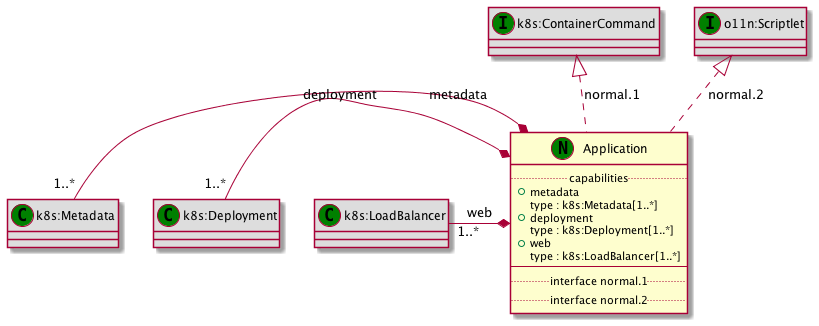 I k8s:ContainerCommand
I o11n:Scriptlet
deployment
metadata
normal.1
normal.2
1..*
1..*
C k8s:Metadata
C k8s:Deployment
C k8s:LoadBalancer
web
1..*
N Application
capabilities
metadata
type : k8s:Metadata[1..*]
deployment
type : k8s:Deployment[1..*]
web
type : k8s:LoadBalancer[1..*]
interface normal.1
interface normal.2